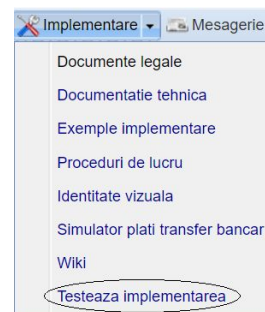 Implementare Mesagerie
Documente legale
Documentatie tehnica
Exemple implementare
Proceduri de lucru
Identitate vizuala
Simulator plati transfer bancar
Wiki
Testeaza implementarea